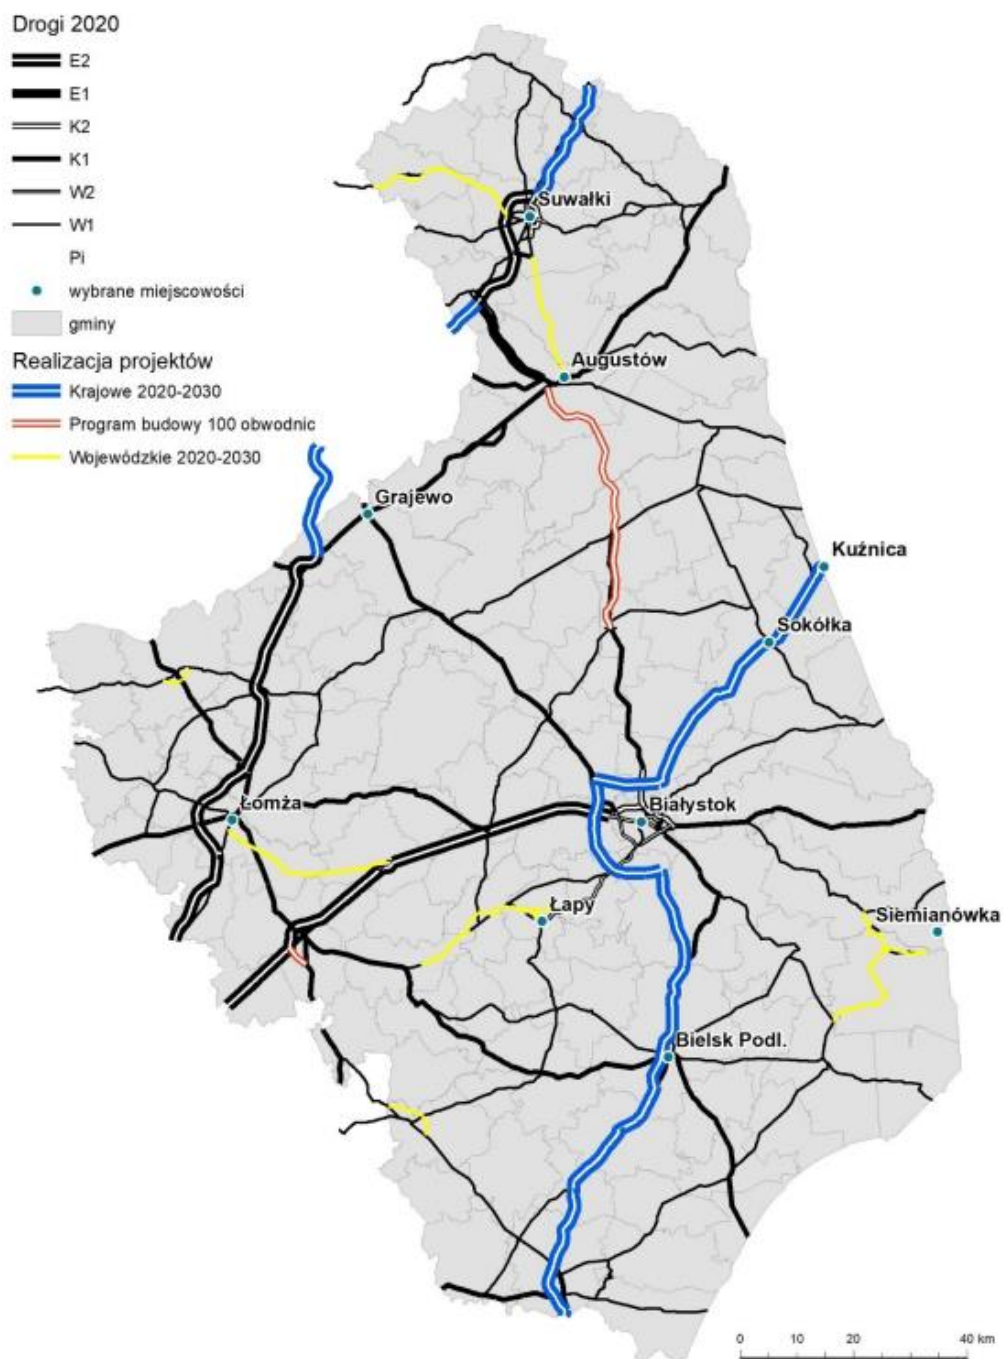 Drogi 2020
E2
E1
K2
K1
W2
W1
Pi
wybrane miejscowości
gminy
Realizacja projektów
Krajowe 2020-2030
Program budowy 100 obwodnic
Wojewódzkie 2020-2030
Suwałki
Augustów
Grajewo
Kuźnica
Sokółka
Łomża
Białystok
Łapy
Siemianówka
Bielsk Podl.
0 10 20 40 km